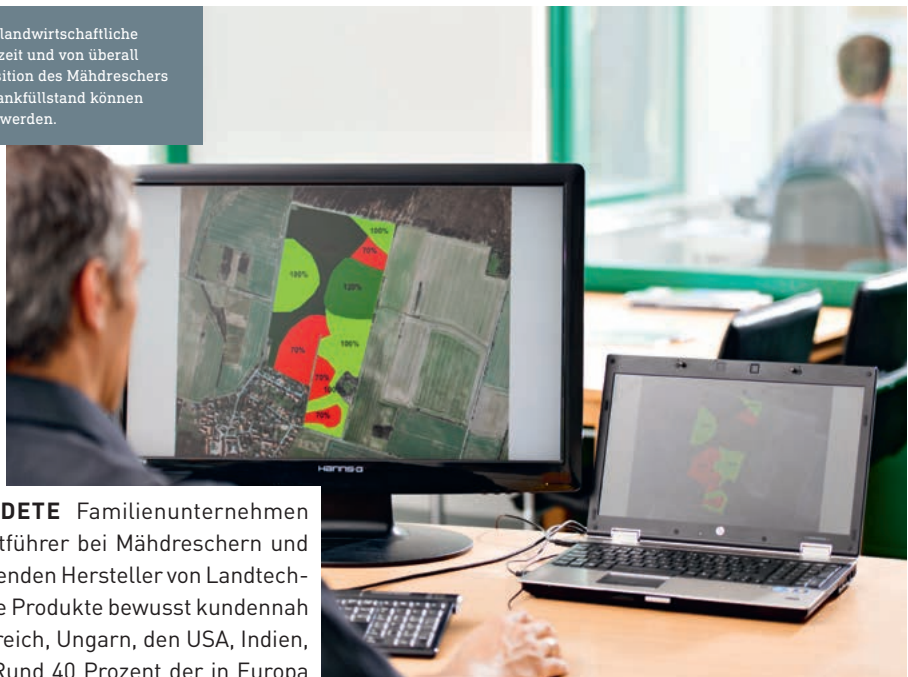 landwirtschaftliche
zeit und von überall
sition des Mähdreschers
ankfüllstand können
werden.
100%
70%
100%
120%
70%
100%
70%
70%
HANNS·G
DETE Familienunternehmen
tführer bei Mähdreschern und
enden Hersteller von Landtech-
e Produkte bewusst kundennah
reich, Ungarn, den USA, Indien,
Rund 40 Prozent der in Europa